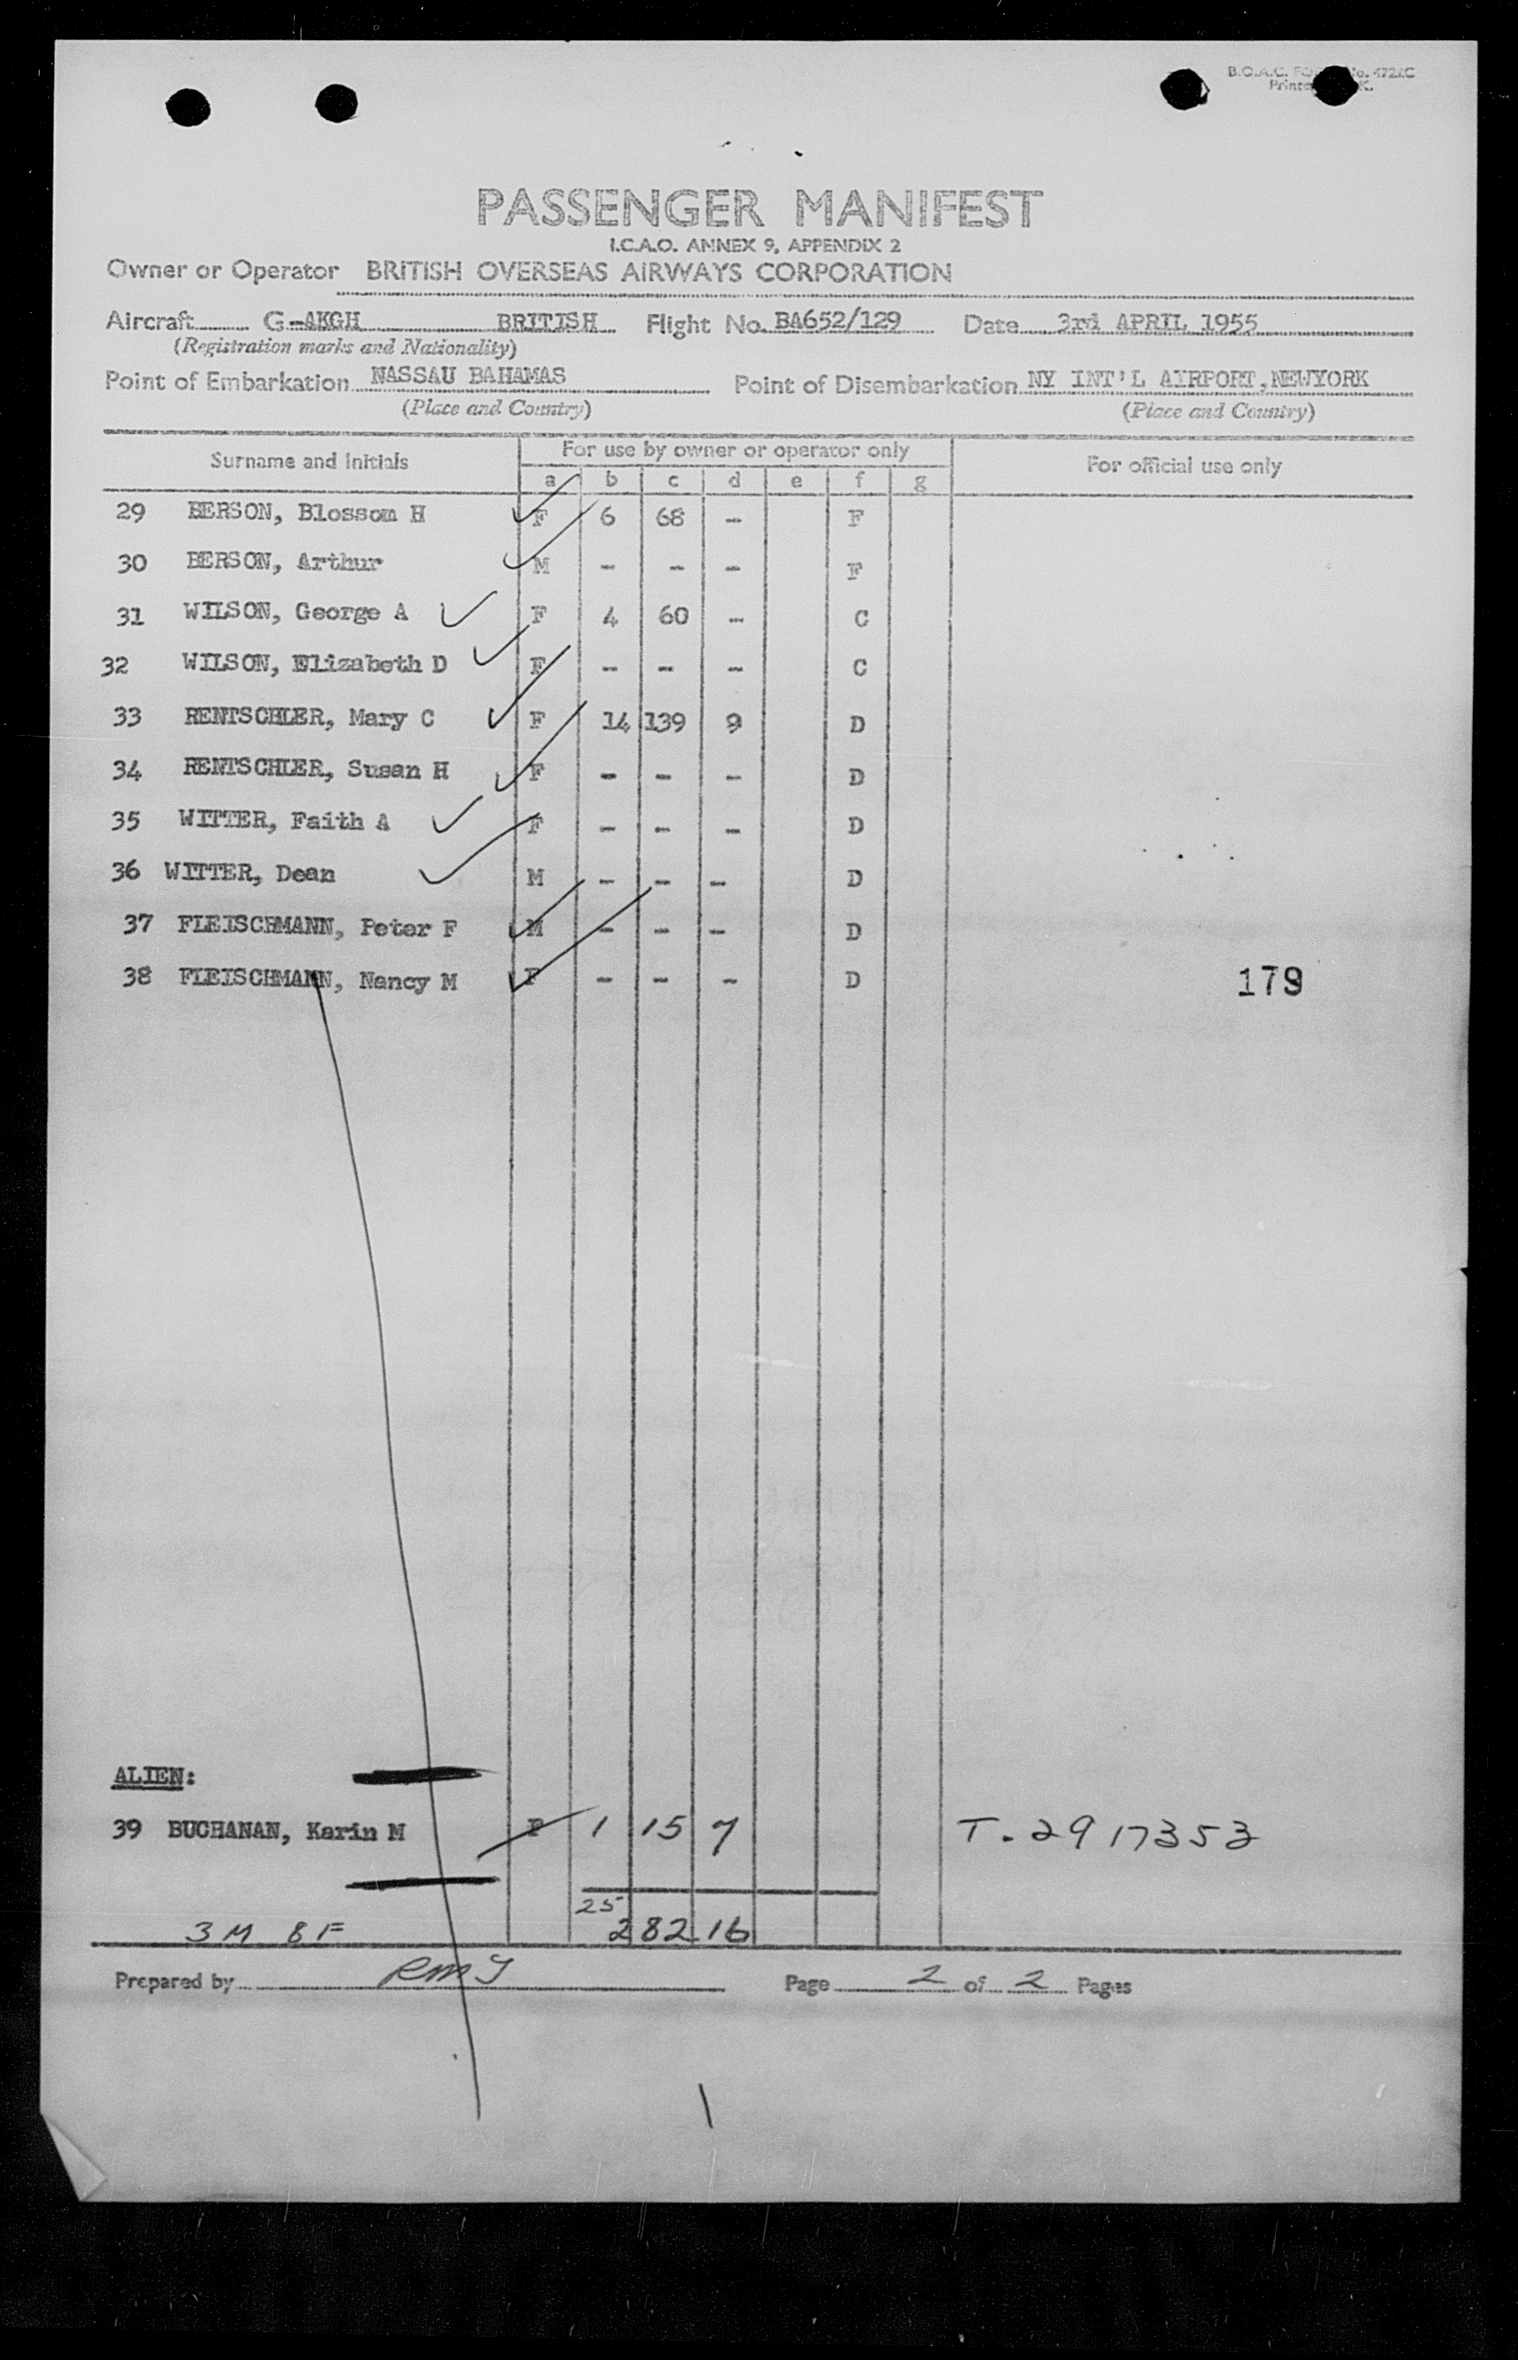 B.O.A.C. 
PASSENGER MANIFEST
I.C.A.O. ANNEX 9, APPENDIX 2
Owner or Operator BRITISH OVERSEAS AIRWAYS CORPORATION
Aircraft G-AKGH BRITISH Flight No. BA652/129 Date 3rd APRIL 1955
(Registration marks and Nationality)
Point of Embarkation NASSAU BAHAMAS Point of Disembarkation NY INT'L AIRPORT, NEWYORK
(Place and Country) (Place and Country)
Surname and Initials For use by owner or operator only For official use only
a b c d e f g
29 BERSON, Blossom H F 6 68 - F
30 BERSON, Arthur M - - - F
31 WILSON, George A F 4 60 - C
32 WILSON, Elizabeth D F - - - C
33 RENTSCHLER, Mary C F 14 139 9 D
34 RENTSCHLER, Susan H F - - - D
35 WITTER, Faith A F - - - D
36 WITTER, Dean M - - - D
37 FLEISCHMANN, Peter F M - - - D
38 FLEISCHMANN, Nancy M F - - - D
179
ALIEN:
39 BUCHANAN, Karin M F 1 15 7 T-2917353
25 282 16
3M 8F
Prepared by Page 2 of 2 Pages